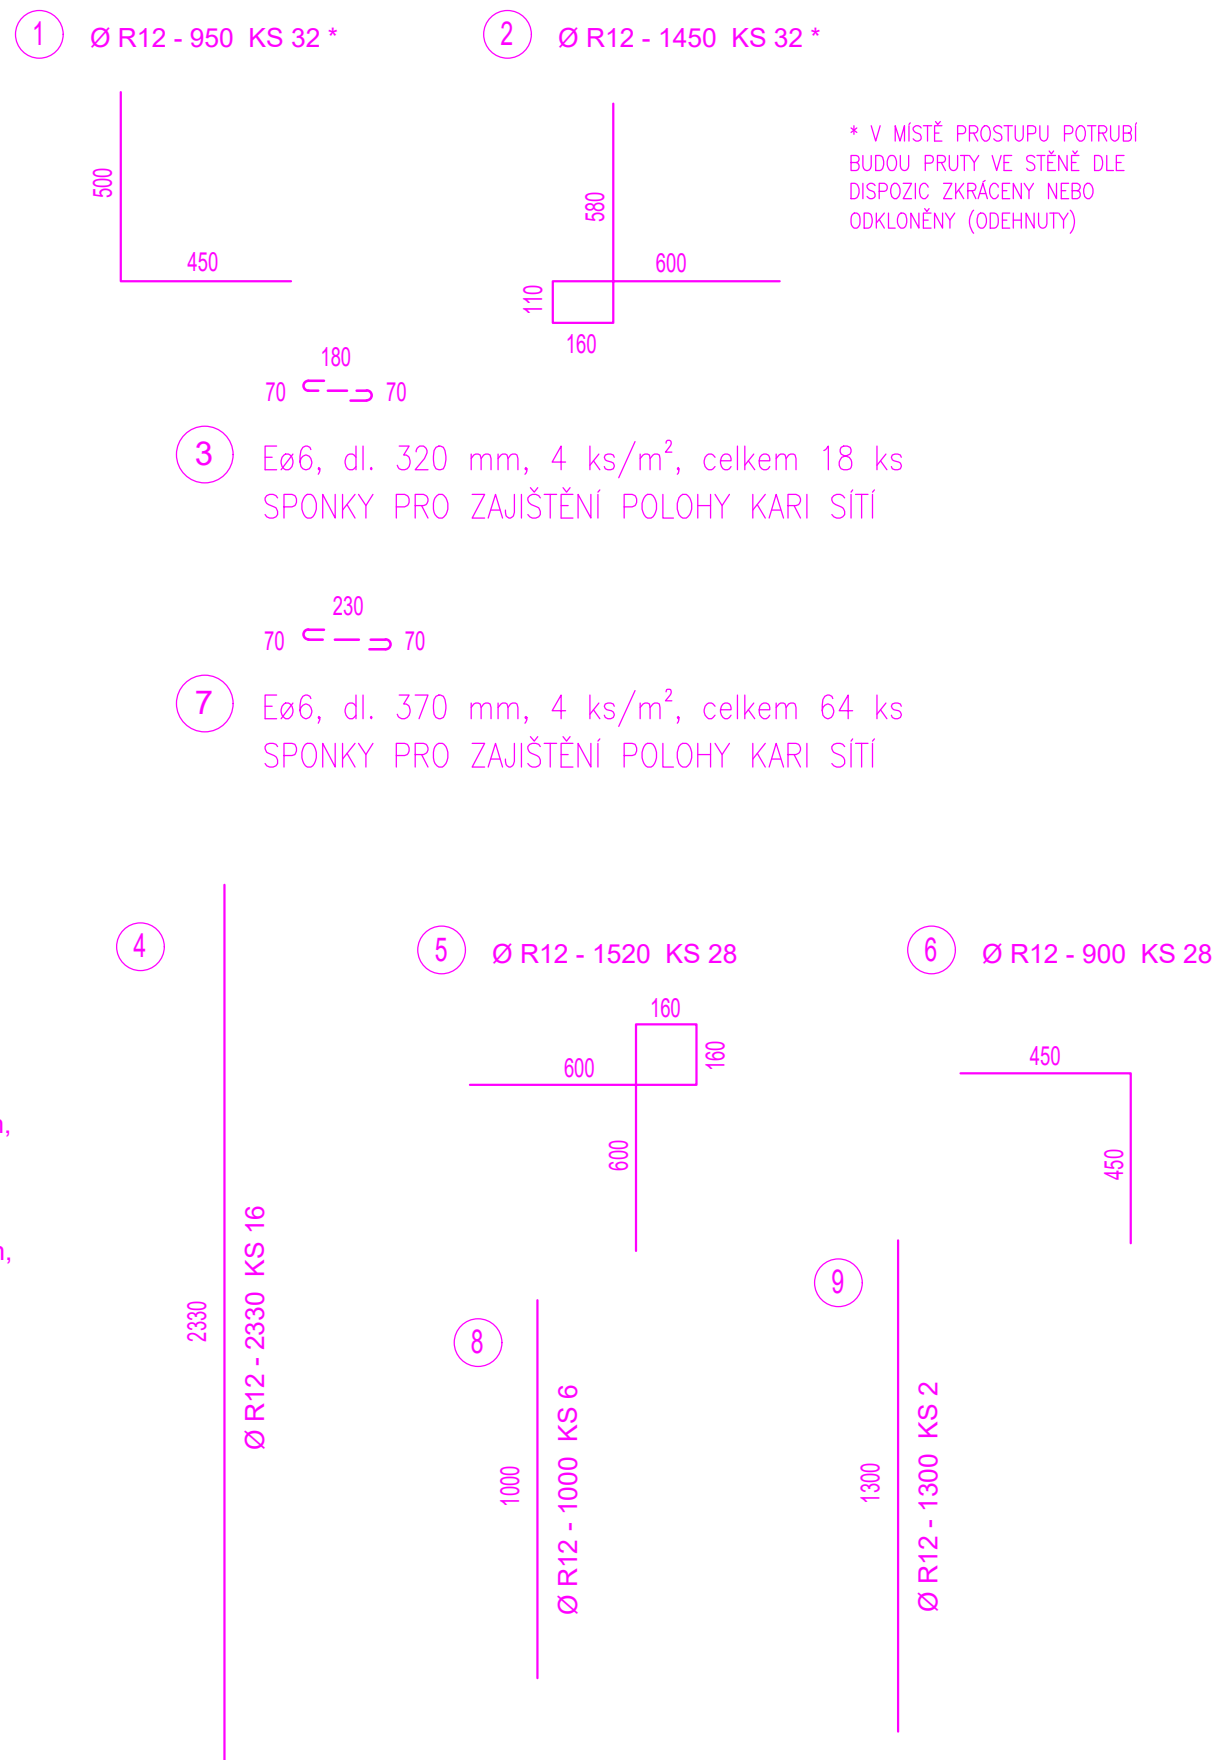 1 Ø R12 - 950 KS 32 *
500
450
2 Ø R12 - 1450 KS 32 *
580
600
110
160
* V MÍSTĚ PROSTUPU POTRUBÍ
BUDOU PRUTY VE STĚNĚ DLE
DISPOZIC ZKRÁCENY NEBO
ODKLONĚNY (ODEHNUTY)
180
70 70
3 Eø6, dl. 320 mm, 4 ks/m², celkem 18 ks
SPONKY PRO ZAJIŠTĚNÍ POLOHY KARI SÍTÍ
230
70 70
7 Eø6, dl. 370 mm, 4 ks/m², celkem 64 ks
SPONKY PRO ZAJIŠTĚNÍ POLOHY KARI SÍTÍ
4
2330
Ø R12 - 2330 KS 16
5 Ø R12 - 1520 KS 28
160
160
600
600
6 Ø R12 - 900 KS 28
450
450
8
1000
Ø R12 - 1000 KS 6
9
1300
Ø R12 - 1300 KS 2